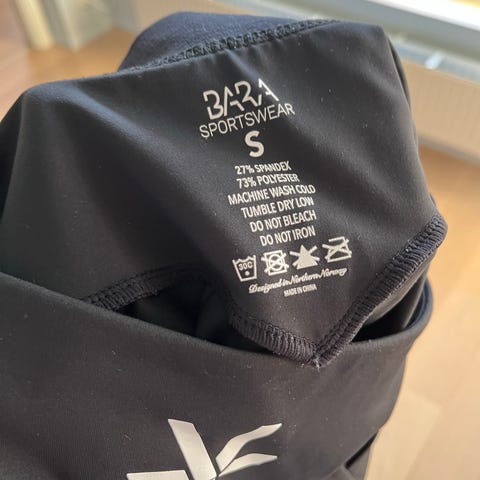 BARA
SPORTSWEAR
S
27% SPANDEX
73% POLYESTER
MACHINE WASH COLD
TUMBLE DRY LOW
DO NOT BLEACH
DO NOT IRON
30C
Designed in Northern Norway
MADE IN CHINA